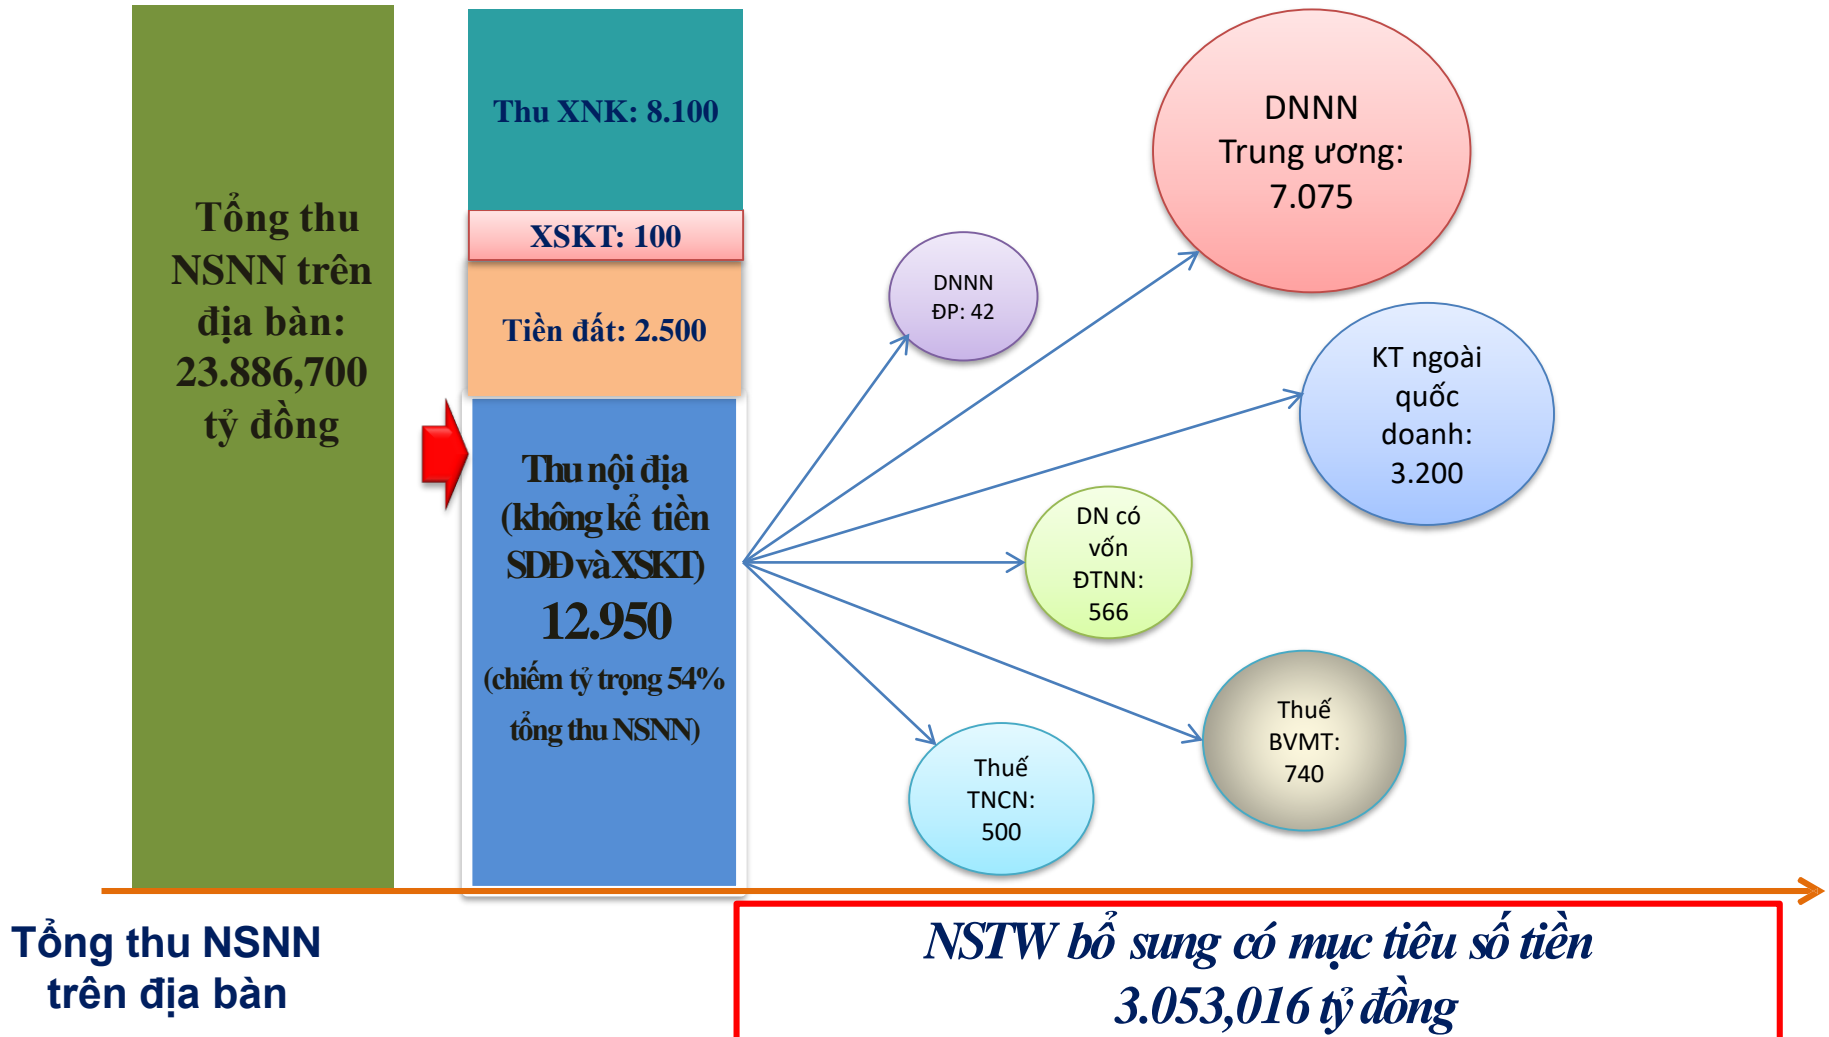 Tổng thu
NSNN trên
địa bàn:
23.886,700
tỷ đồng
Thu XNK: 8.100
XSKT: 100
Tiền đất: 2.500
Thu nội địa
(không kể tiền
SDĐ và XSKT)
12.950
(chiếm tỷ trọng 54%
tổng thu NSNN)
DNNN
Trung ương:
7.075
DNNN
ĐP: 42
KT ngoài
quốc
doanh:
3.200
DN có
vốn
ĐTNN:
566
Thuế
BVMT:
740
Thuế
TNCN:
500
Tổng thu NSNN
trên địa bàn
NSTW bổ sung có mục tiêu số tiền
3.053,016 tỷ đồng